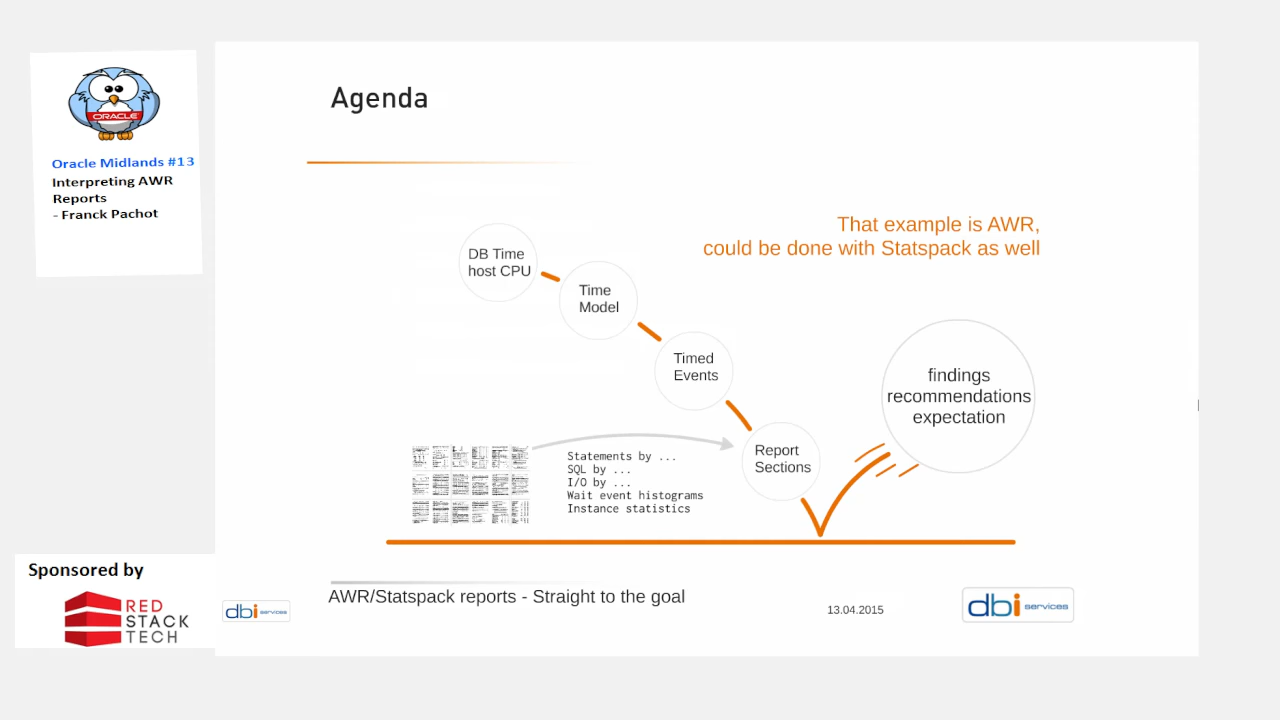 ORACLE
Oracle Midlands #13
Interpreting AWR
Reports
- Franck Pachot
Sponsored by
RED
STACK
TECH
Agenda
That example is AWR,
could be done with Statspack as well
DB Time
host CPU
Time
Model
Timed
Events
Report
Sections
findings
recommendations
expectation
Statements by ...
SQL by ...
I/O by ...
Wait event histograms
Instance statistics
dbi services
AWR/Statspack reports - Straight to the goal
13.04.2015
dbi services